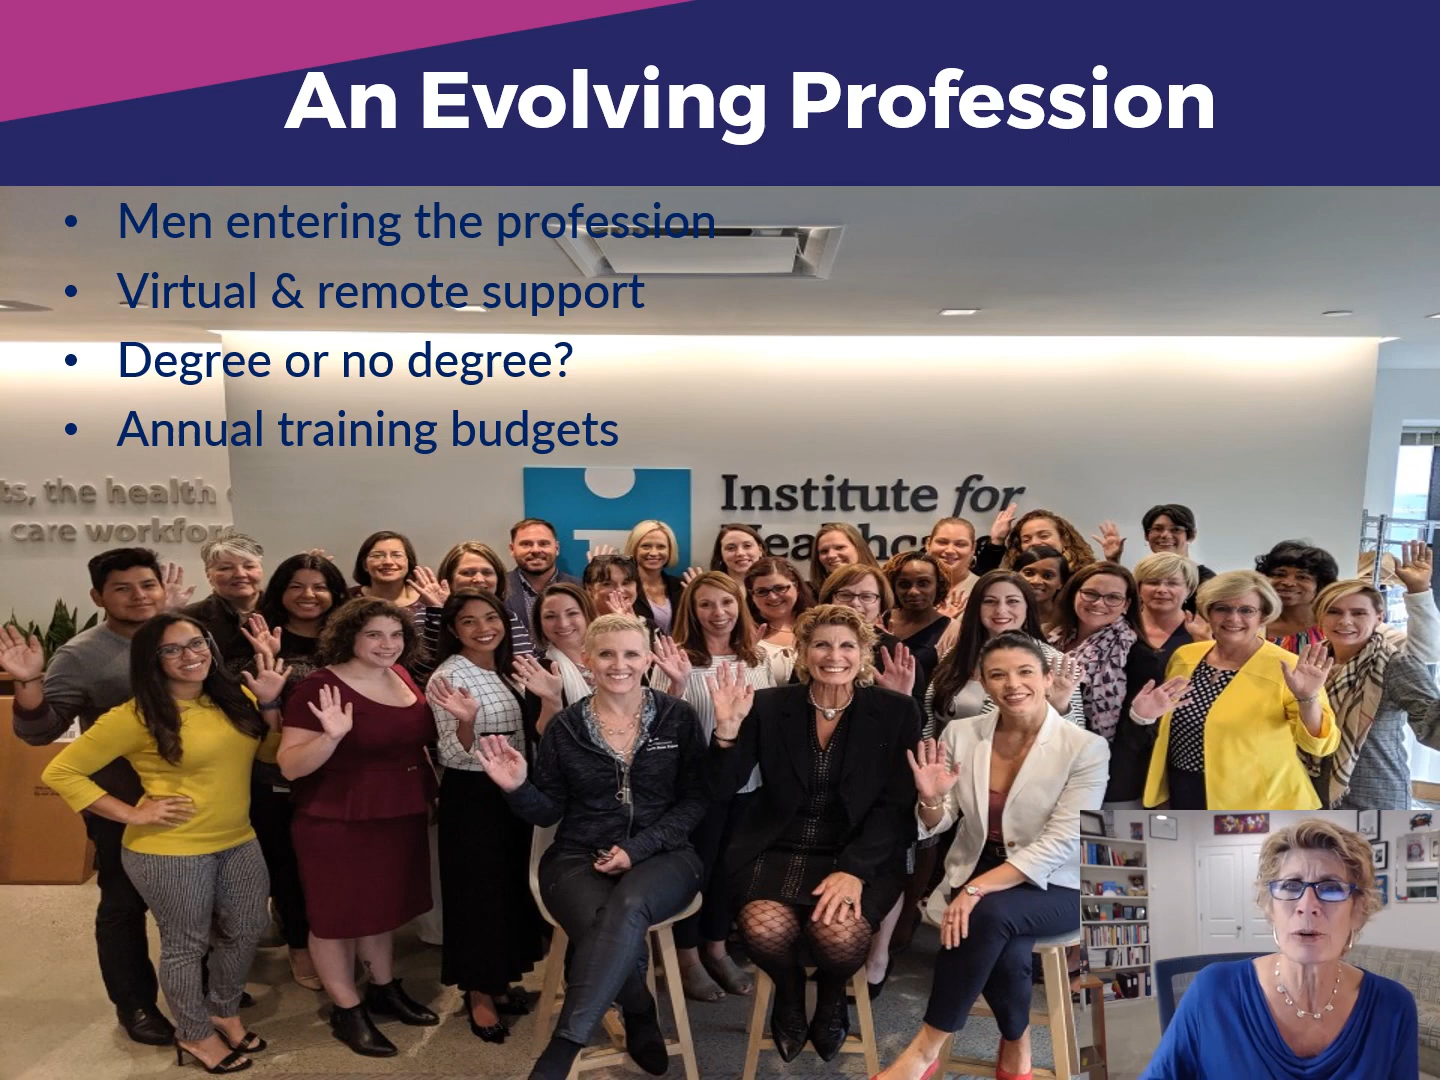 An Evolving Profession
• Men entering the profession
• Virtual & remote support
• Degree or no degree?
• Annual training budgets
ts, the health
care workfor
Institute for
Healthca